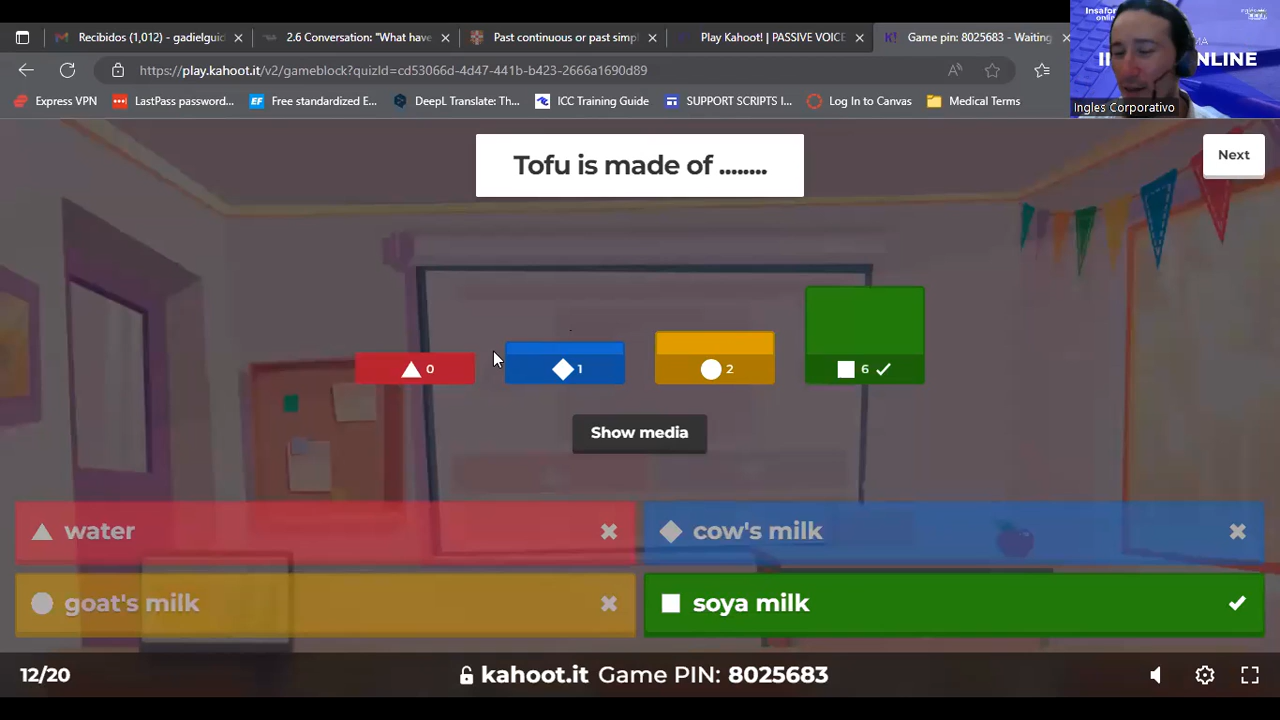 Recibidos (1,012) - gadielguid
2.6 Conversation: "What have
Past continuous or past simpl
Play Kahoot! | PASSIVE VOICE
Game pin: 8025683 - Waiting
https://play.kahoot.it/v2/gameblock?quizId=cd53066d-4d47-441b-b423-2666a1690d89
Express VPN
LastPass password...
EF Free standardized E...
DeepL Translate: Th...
ICC Training Guide
SUPPORT SCRIPTS I...
Log In to Canvas
Medical Terms
NLINE
Ingles Corporativo
Tofu is made of ........
Next
0
1
2
6
Show media
water
cow's milk
goat's milk
soya milk
12/20
kahoot.it Game PIN: 8025683